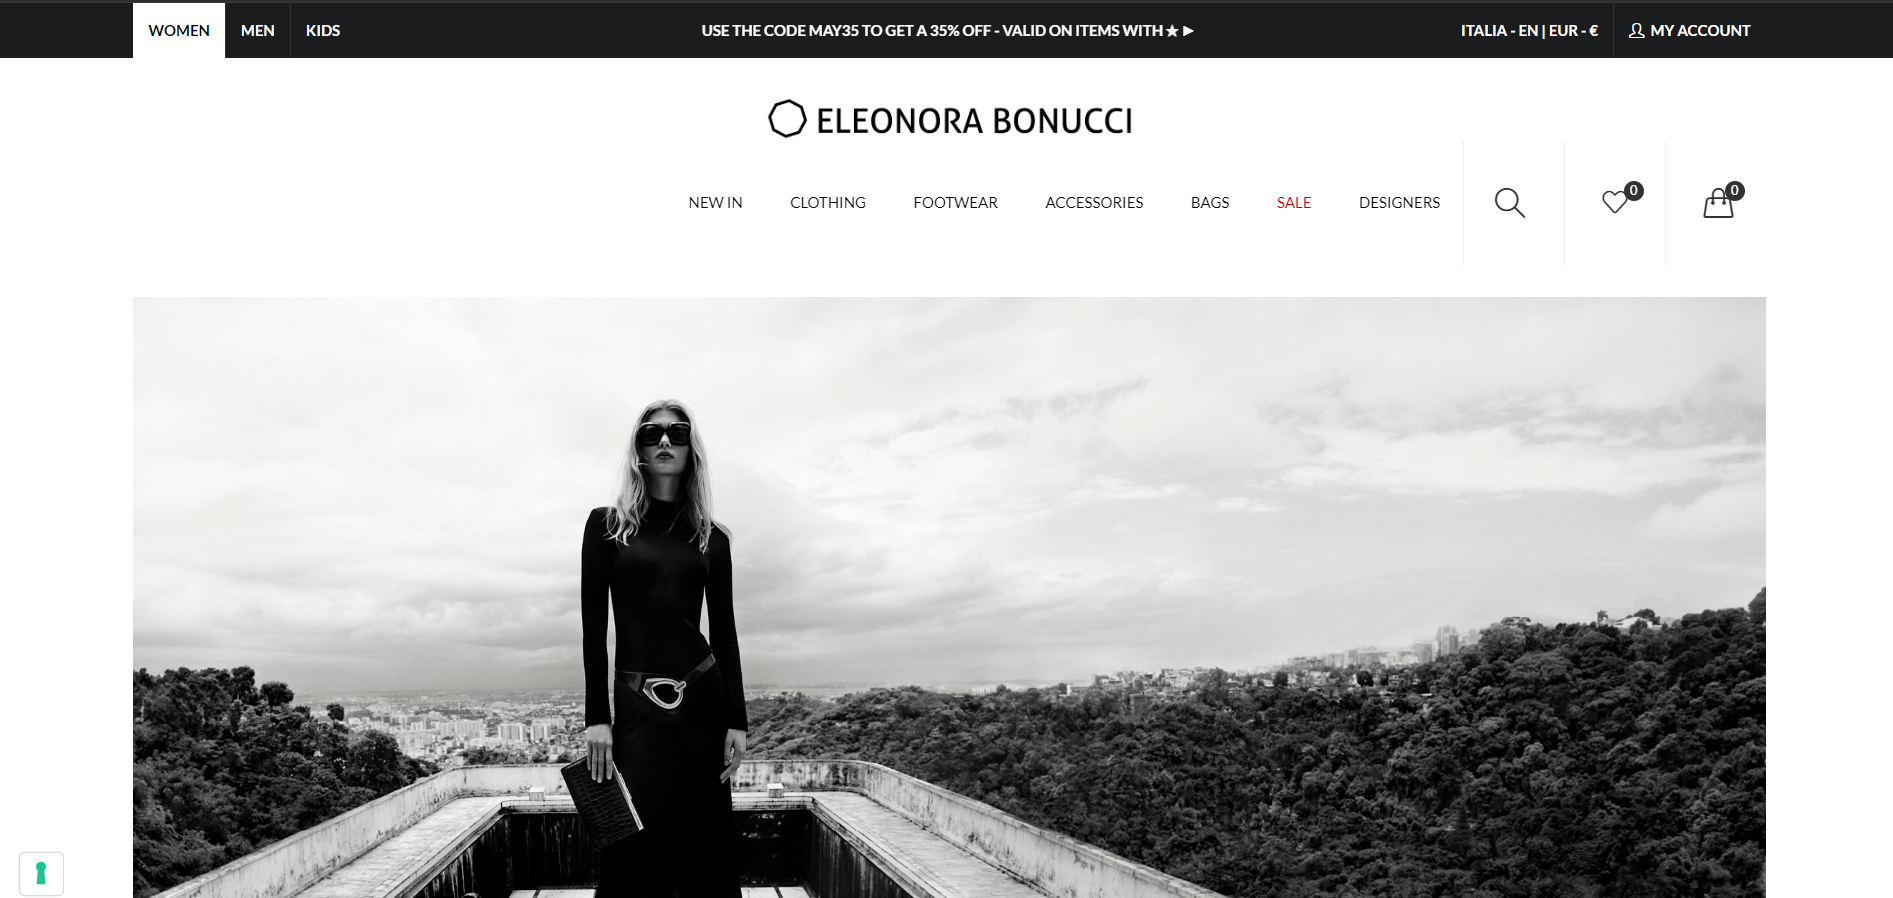 WOMEN MEN KIDS USE THE CODE MAY35 TO GET A 35% OFF - VALID ON ITEMS WITH ★ ► ITALIA - EN | EUR - € MY ACCOUNT
ELEONORA BONUCCI
NEW IN CLOTHING FOOTWEAR ACCESSORIES BAGS SALE DESIGNERS 0 0